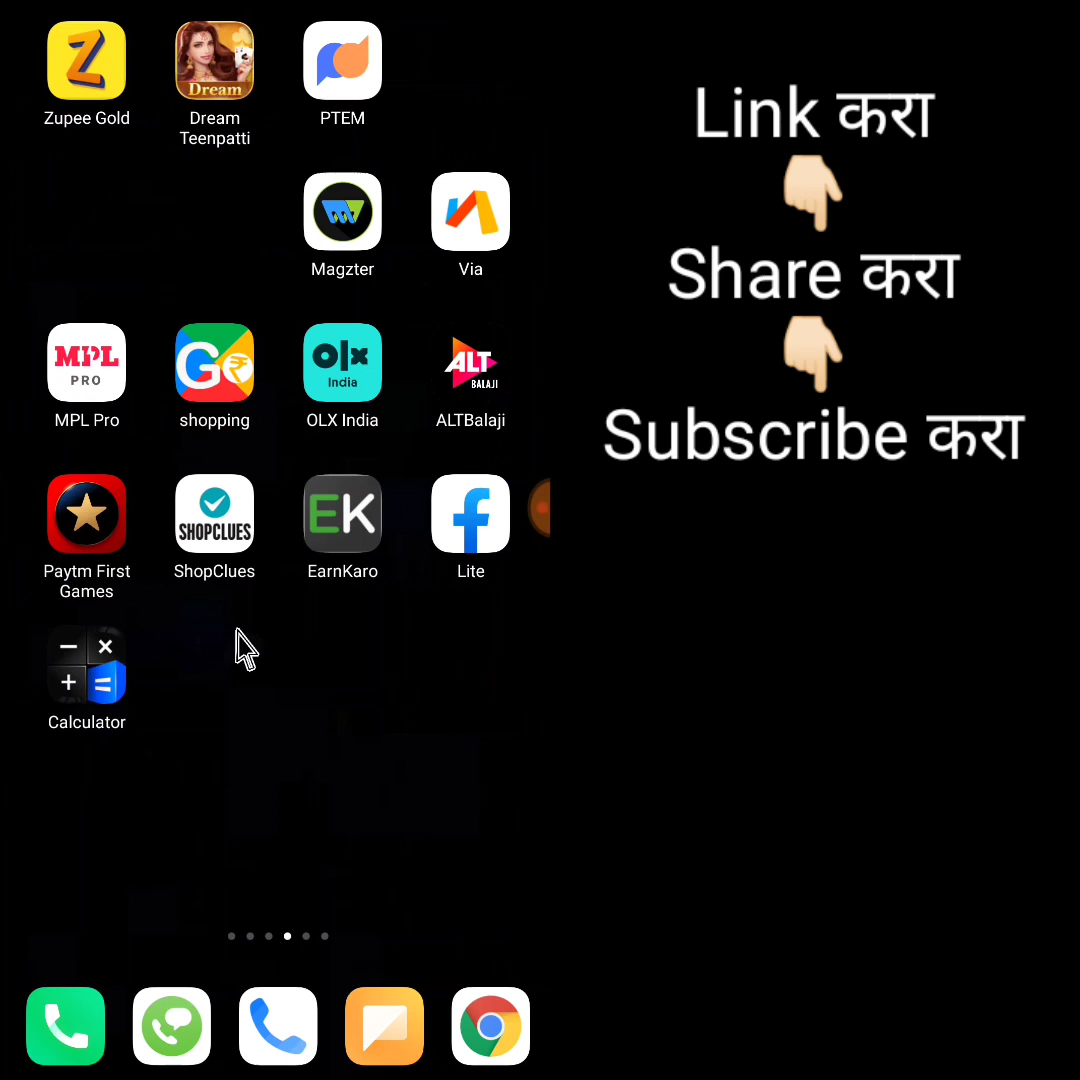 Dream
Zupee Gold
Dream
Teenpatti
PTEM
Magzter
Via
MPL
PRO
MPL Pro
G₹
shopping
olx
India
OLX India
ALT
BALAJI
ALTBalaji
Paytm First
Games
SHOPCLUES
ShopClues
EK
EarnKaro
Lite
Calculator
Link करा
👇🏻
Share करा
👇🏻
Subscribe करा